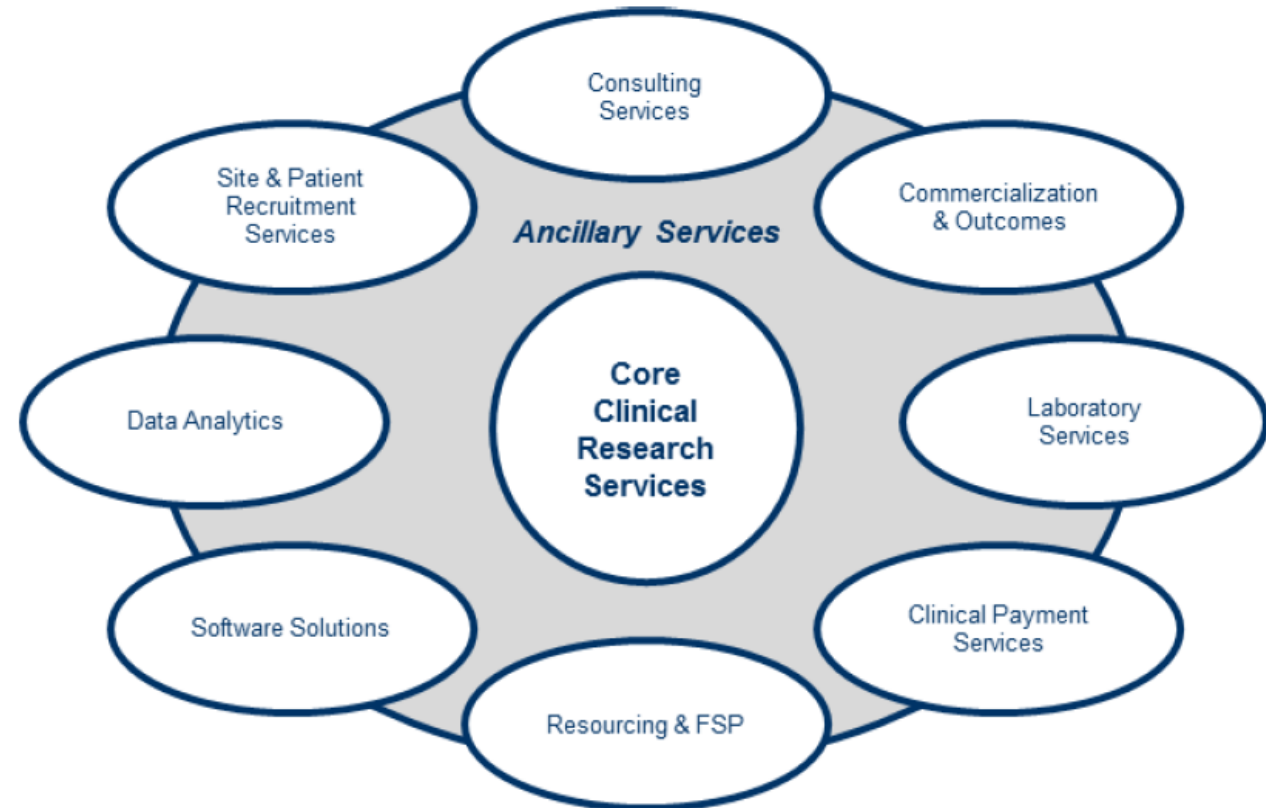 Consulting
Services
Site & Patient
Recruitment
Services
Commercialization
& Outcomes
Ancillary Services
Core
Clinical
Research
Services
Data Analytics
Laboratory
Services
Software Solutions
Clinical Payment
Services
Resourcing & FSP